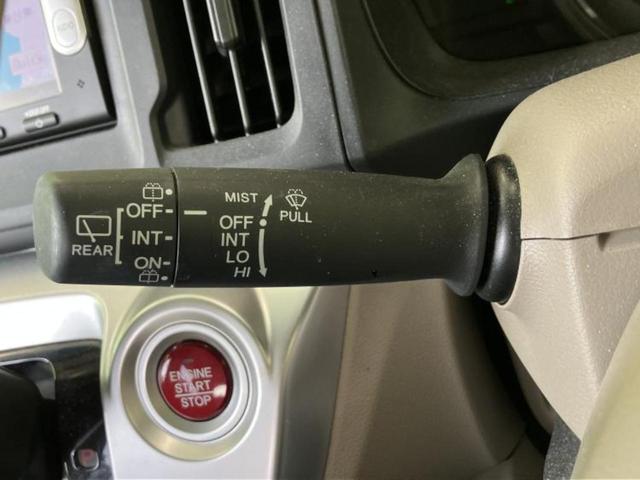 REAR
OFF
INT
ON
MIST
OFF
INT
LO
HI
PULL
ENGINE
START
STOP